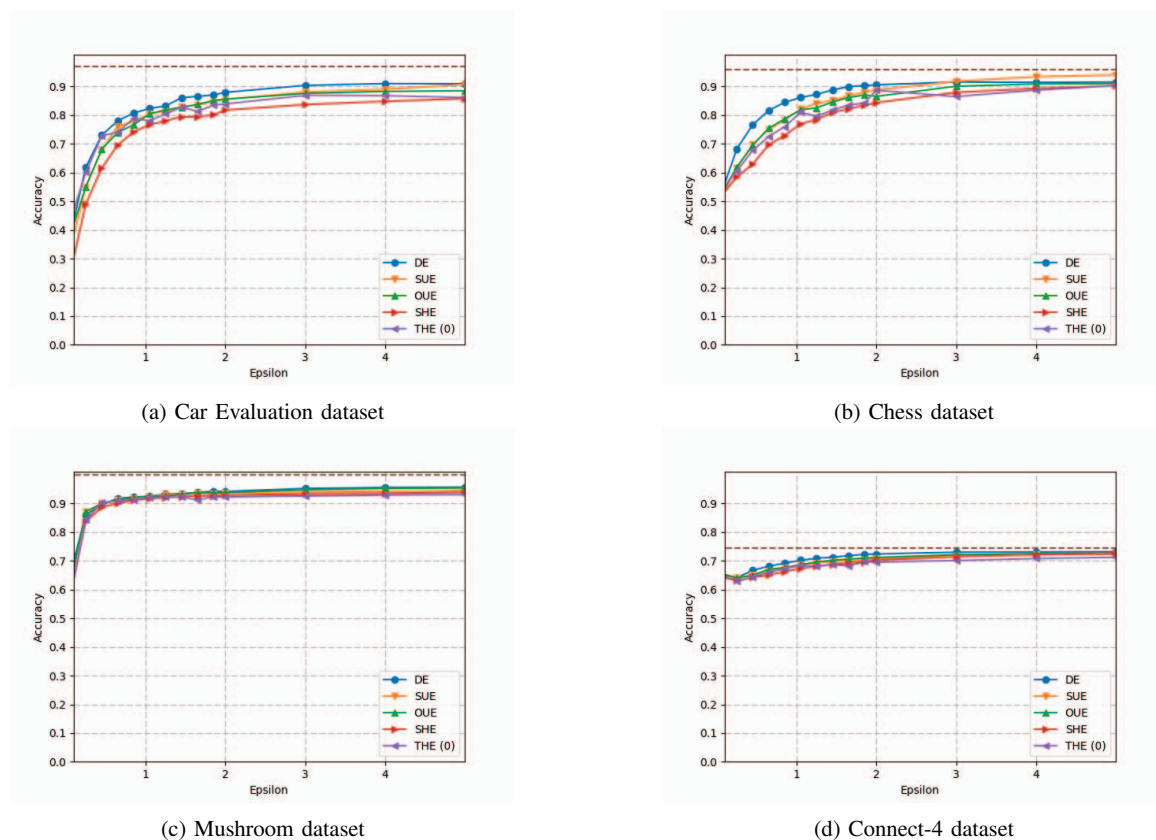 0.9
0.8
0.7
0.6
0.5
0.4
0.3
0.2
0.1
0.0
Accuracy
1
2
3
4
Epsilon
DE
SUE
OUE
SHE
THE (0)
(a) Car Evaluation dataset
0.9
0.8
0.7
0.6
0.5
0.4
0.3
0.2
0.1
0.0
Accuracy
1
2
3
4
Epsilon
DE
SUE
OUE
SHE
THE (0)
(b) Chess dataset
0.9
0.8
0.7
0.6
0.5
0.4
0.3
0.2
0.1
0.0
Accuracy
1
2
3
4
Epsilon
DE
SUE
OUE
SHE
THE (0)
(c) Mushroom dataset
0.9
0.8
0.7
0.6
0.5
0.4
0.3
0.2
0.1
0.0
Accuracy
1
2
3
4
Epsilon
DE
SUE
OUE
SHE
THE (0)
(d) Connect-4 dataset